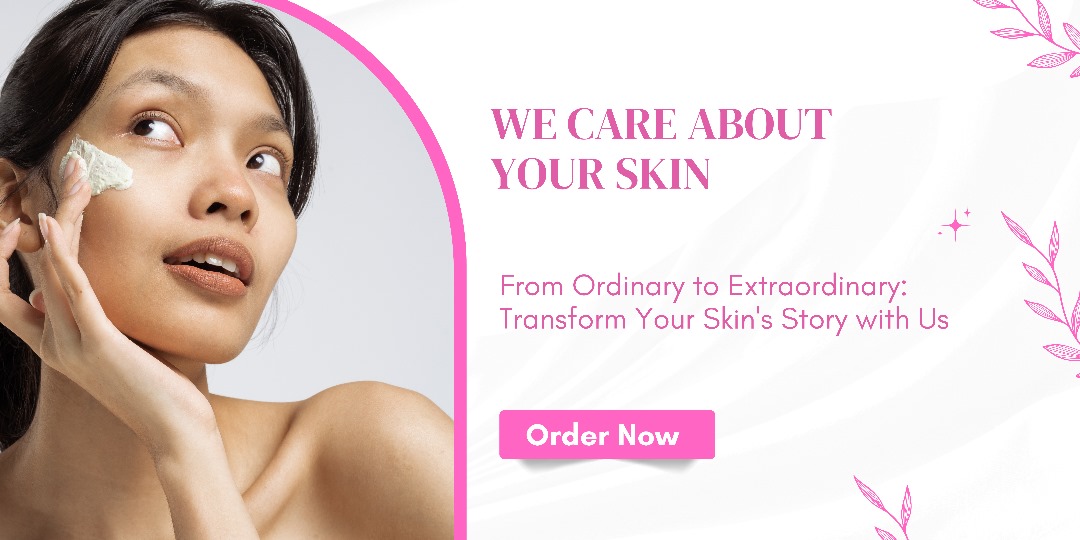 WE CARE ABOUT
YOUR SKIN
From Ordinary to Extraordinary:
Transform Your Skin's Story with Us
Order Now